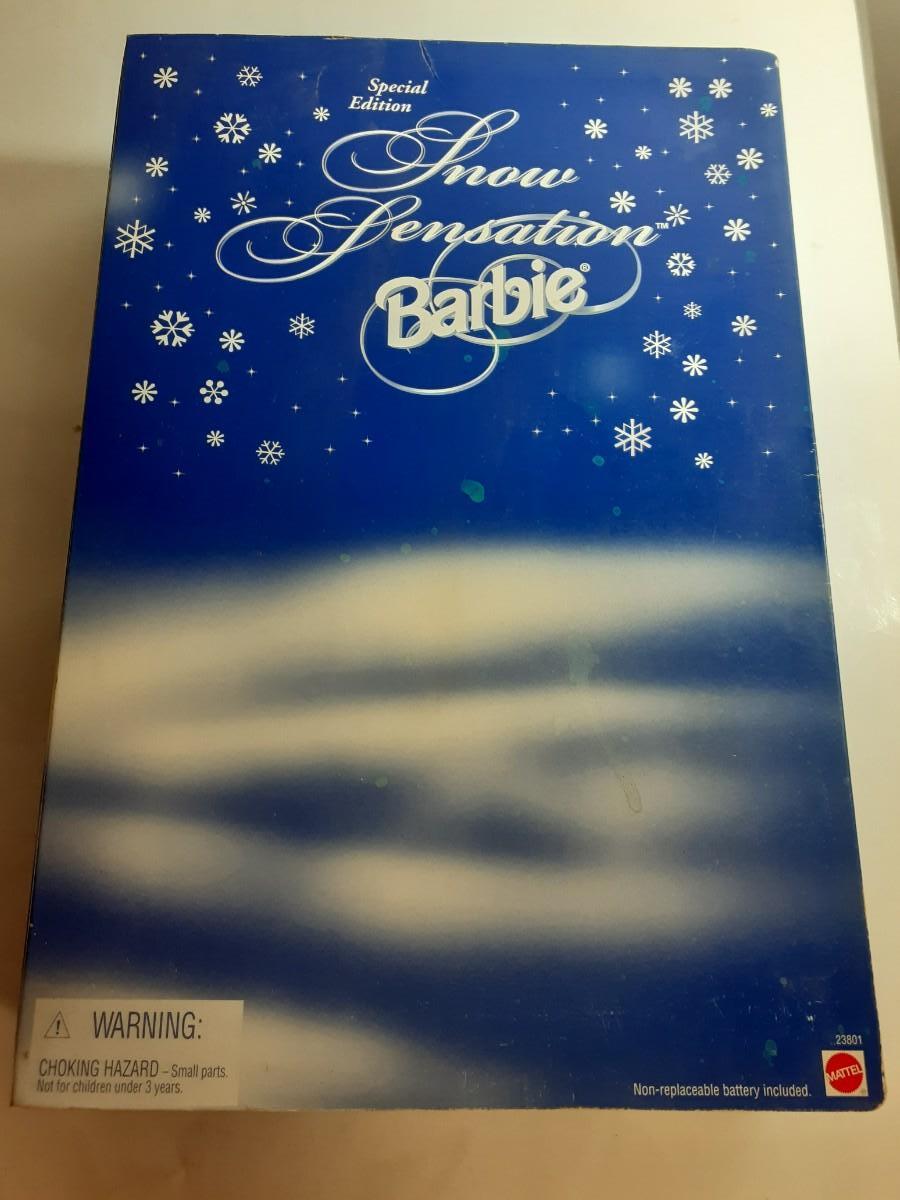 Special
Edition
Snow
Sensation™
Barbie®
⚠ WARNING:
CHOKING HAZARD – Small parts.
Not for children under 3 years.
23801
Non-replaceable battery included.
MATTEL